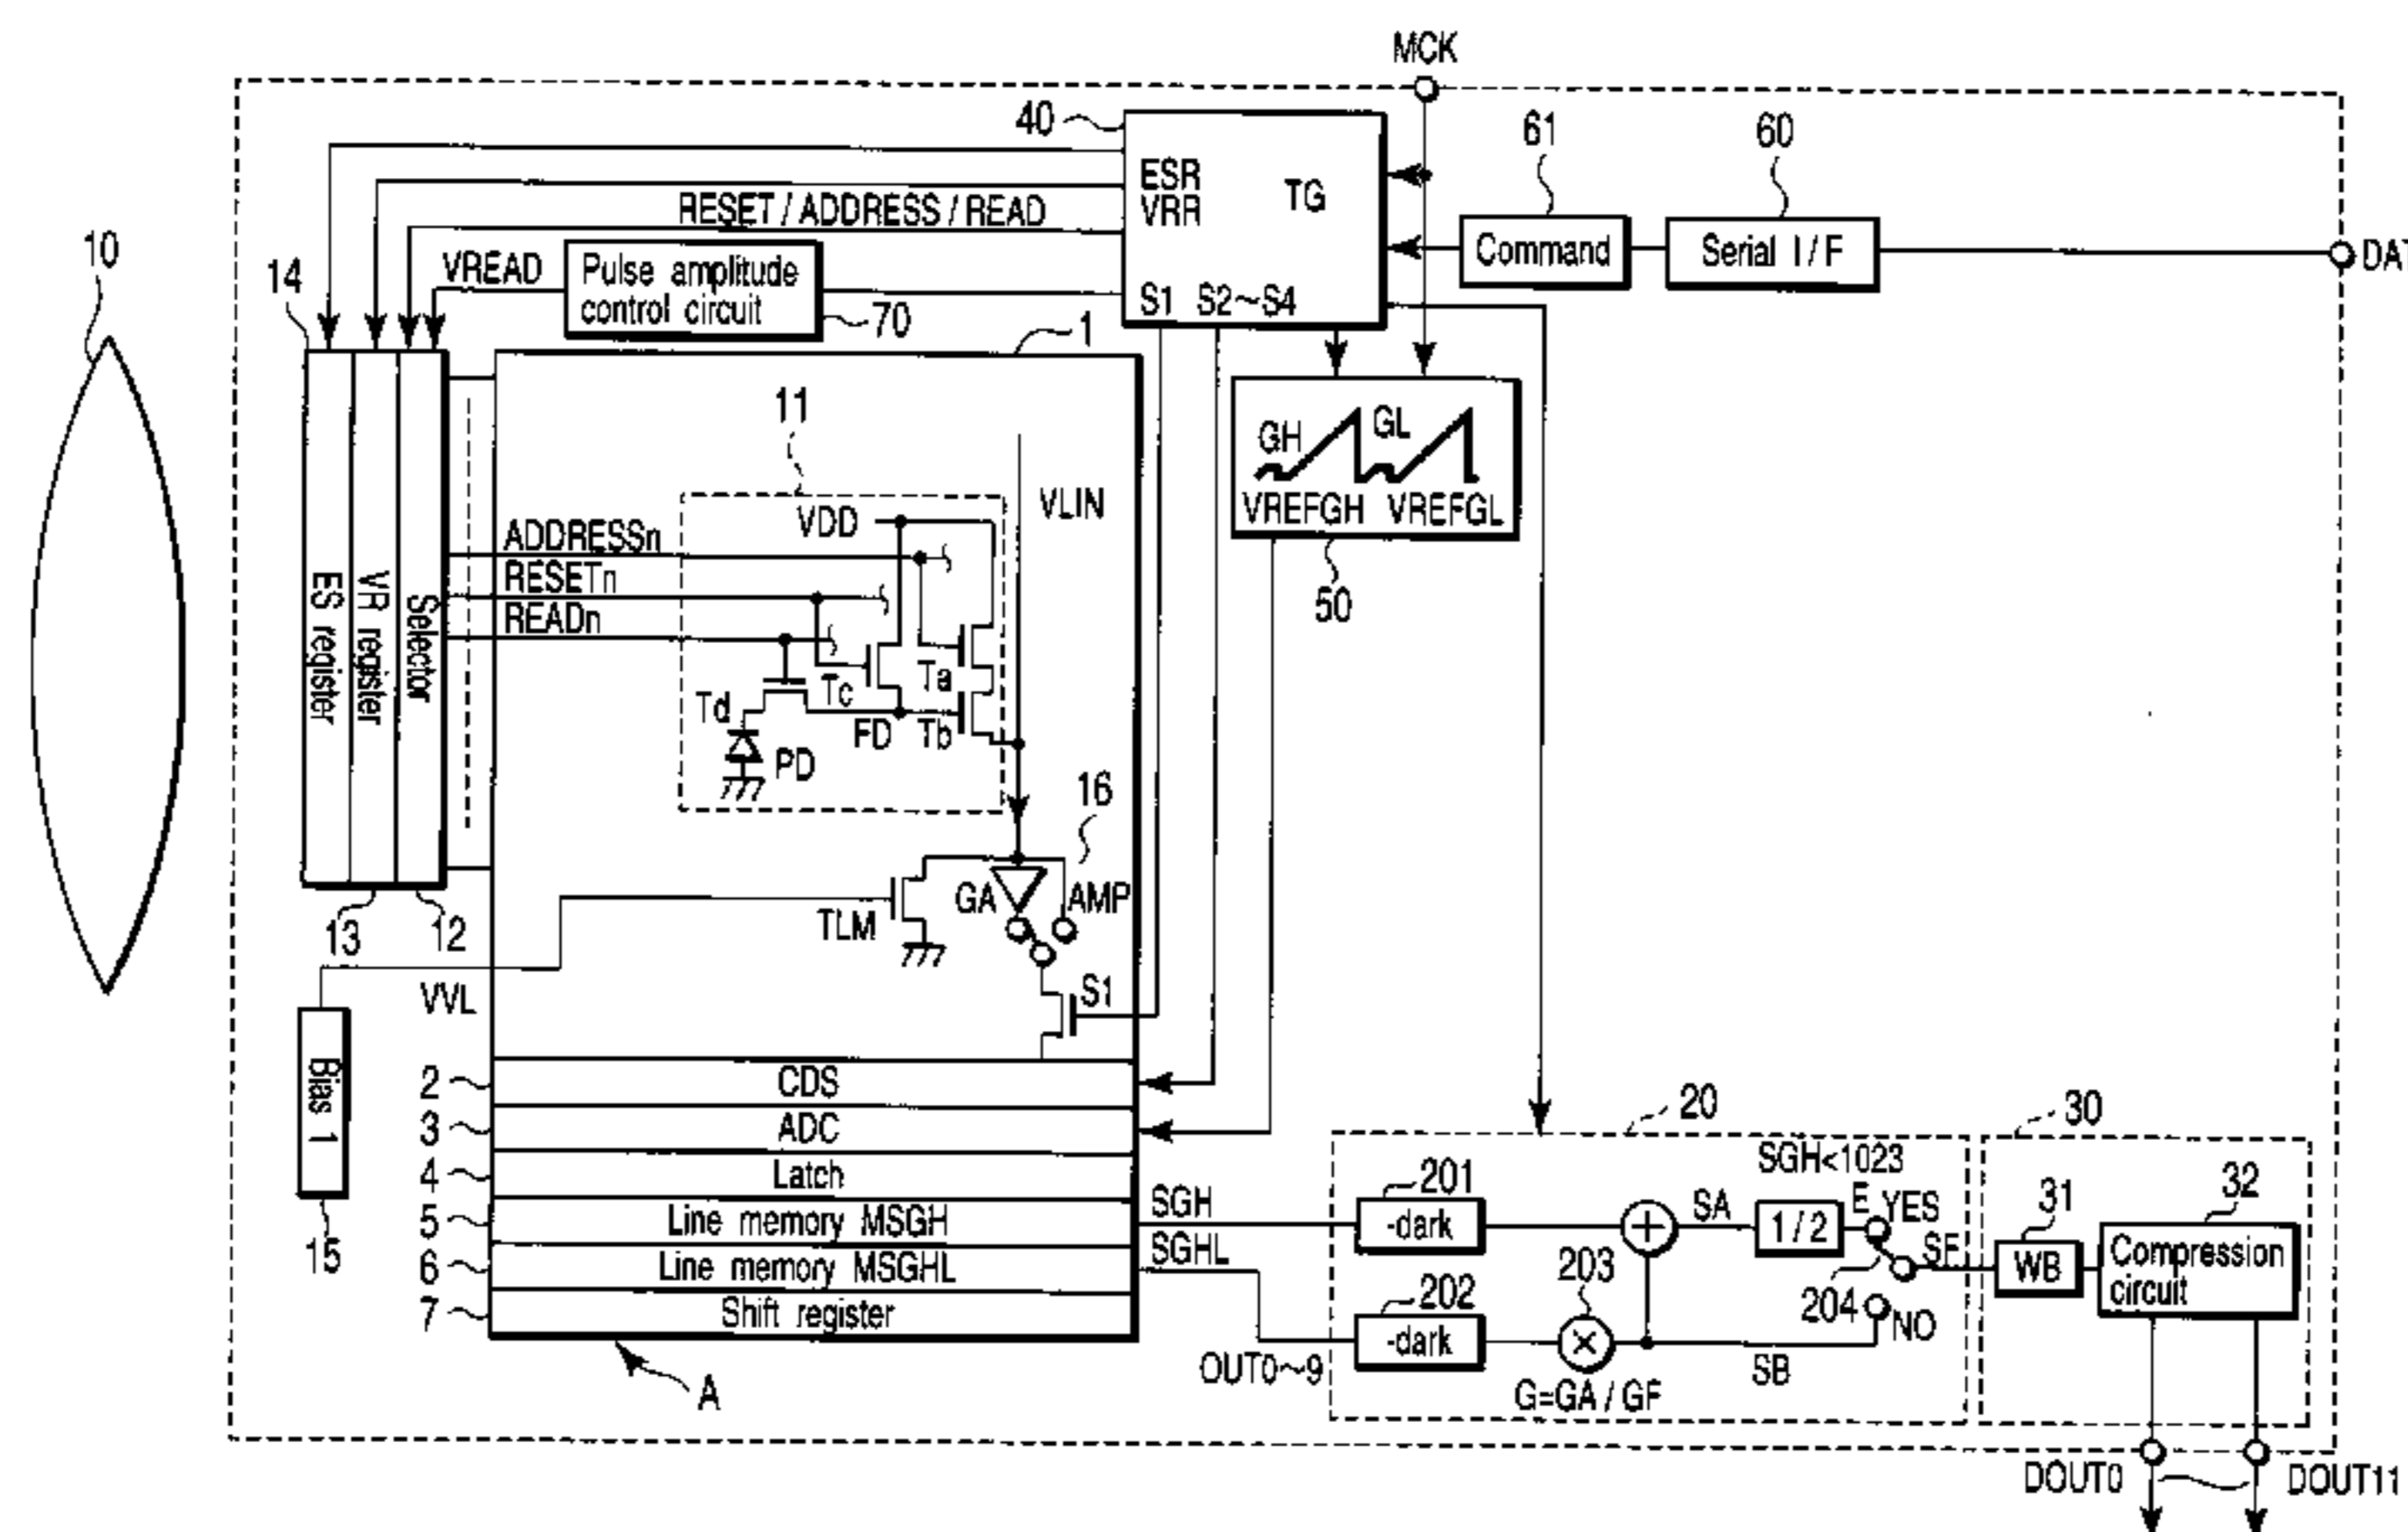 MCK
40
61
60
ESR
VRR
TG
RESET / ADDRESS / READ
Command
Serial I / F
DAT
10
14
VREAD
Pulse amplitude
control circuit
70
S1 S2~S4
1
11
GH
GL
VREFGH VREFGL
50
VDD
VLIN
ADDRESSn
RESETn
READn
ES register
VR register
Selector
Td
Tc
Ta
FD
Tb
PD
16
GA
AMP
TLM
13
12
VVL
S1
Bias 1
15
2
CDS
3
ADC
4
Latch
5
Line memory MSGH
6
Line memory MSGHL
7
Shift register
A
SGH
SGHL
OUT0~9
20
30
201
-dark
202
-dark
203
G=GA / GF
SA
SB
1 / 2
SGH<1023
E
YES
SF
204
NO
31
WB
32
Compression
circuit
DOUT0
DOUT11